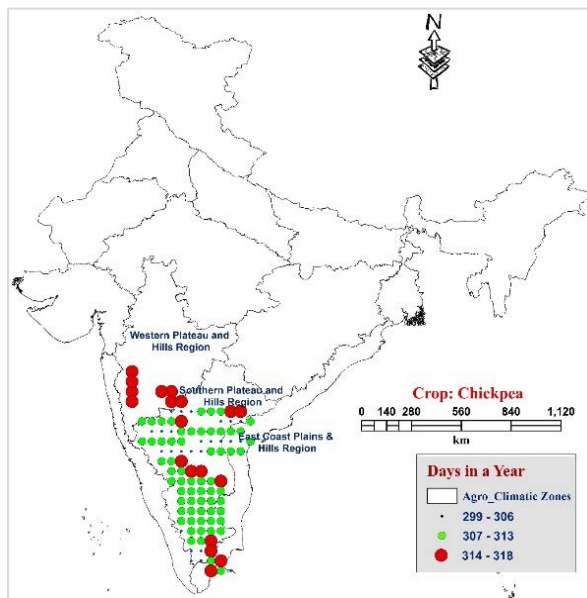 N
Western Plateau and
Hills Region
Southern Plateau and
Hills Region
East Coast Plains &
Hills Region
Crop: Chickpea
0 140 280 560 840 1,120
km
Days in a Year
Agro_Climatic Zones
299 - 306
307 - 313
314 - 318